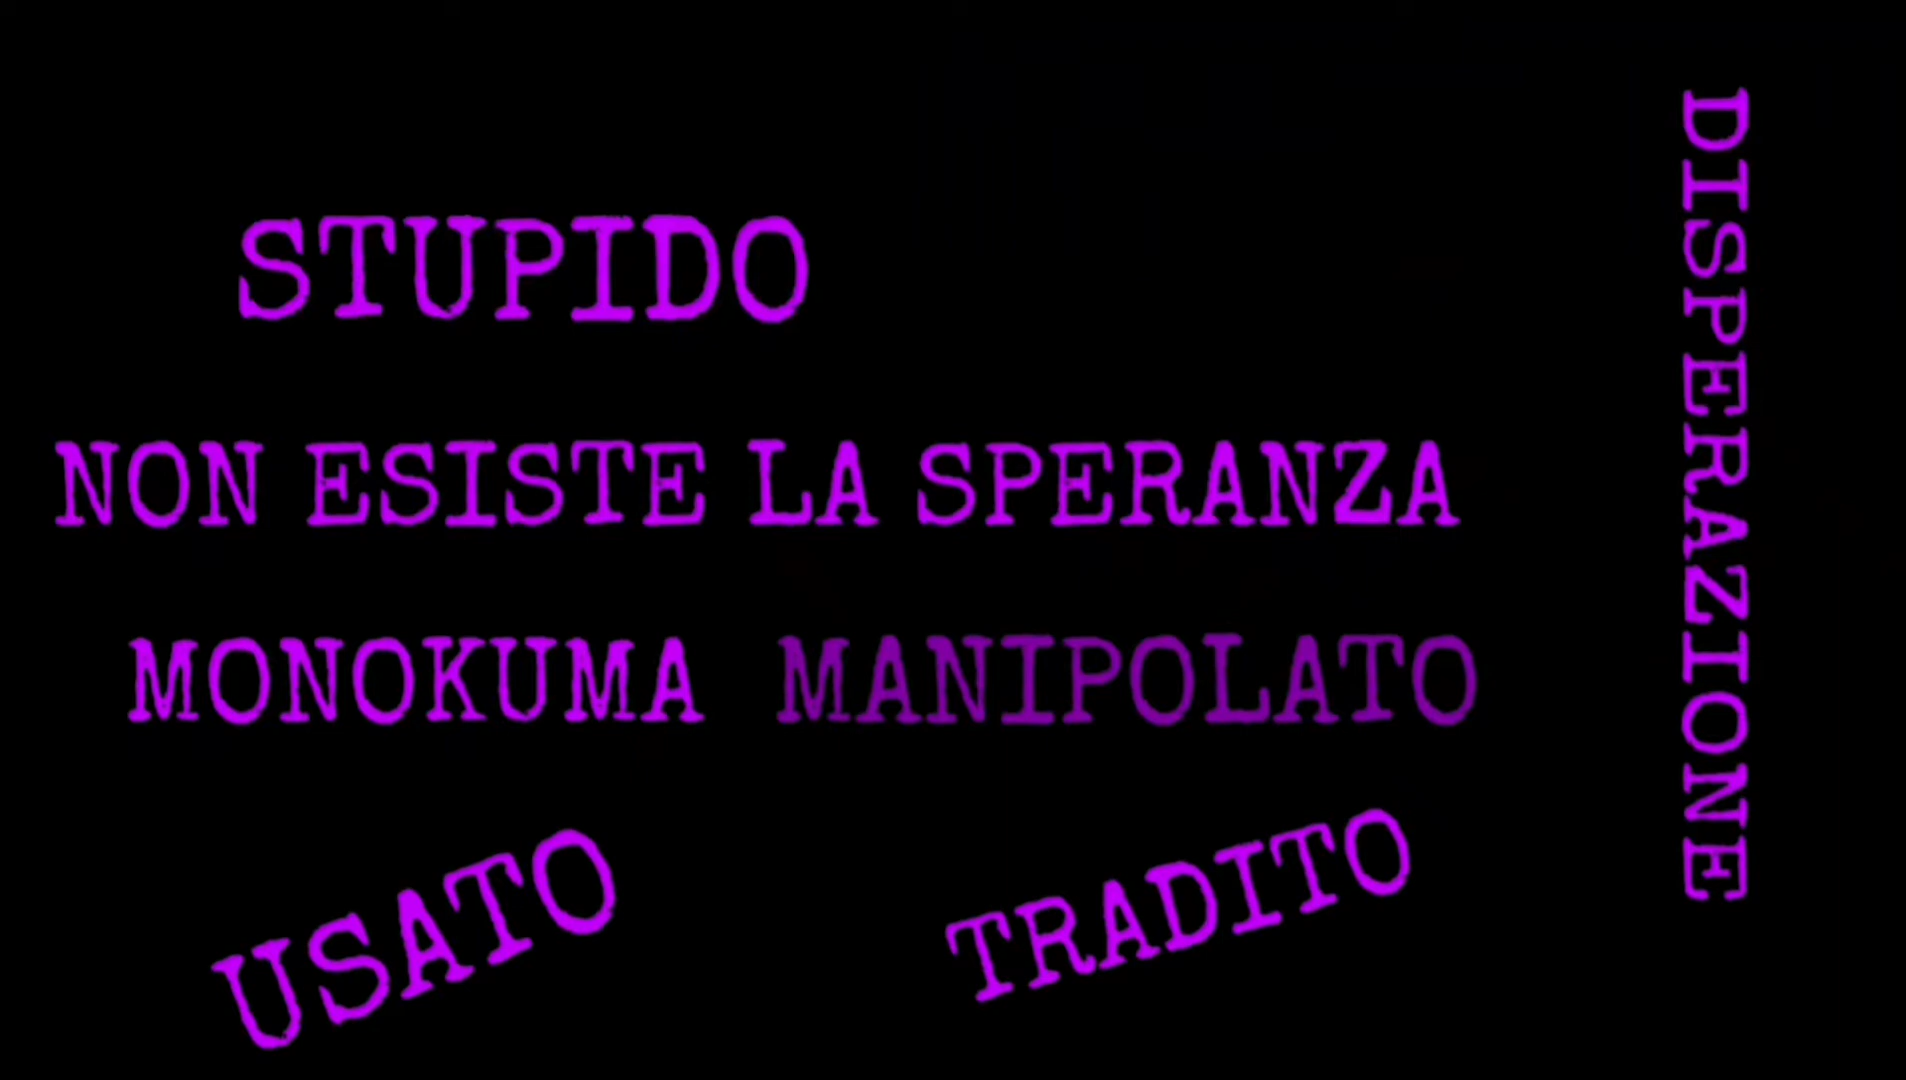 STUPIDO
NON ESISTE LA SPERANZA
MONOKUMA MANIPOLATO
USATO
TRADITO
DISPERAZIONE